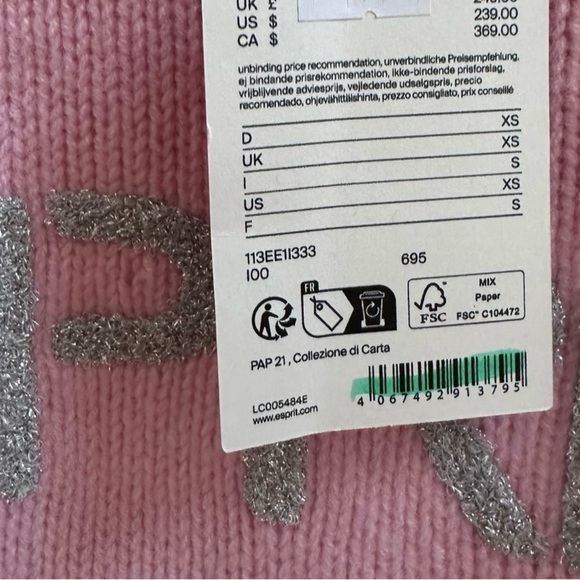 UK £
US $ 239.00
CA $ 369.00
unbinding price recommendation, unverbindliche Preisempfehlung,
ej bindande prisrekommendation, ikke-bindende prisforslag,
vrijblijvende adviesprijs, vejledende udsalgspris, precio
recomendado, ohjevähittäishinta, prezzo consigliato, prix conseillé
D XS
UK XS
I S
US XS
F S
113EE1I333 695
I00
FR
MIX
Paper
FSC FSC® C104472
PAP 21 , Collezione di Carta
LC005484E
www.esprit.com
4 067492 913795